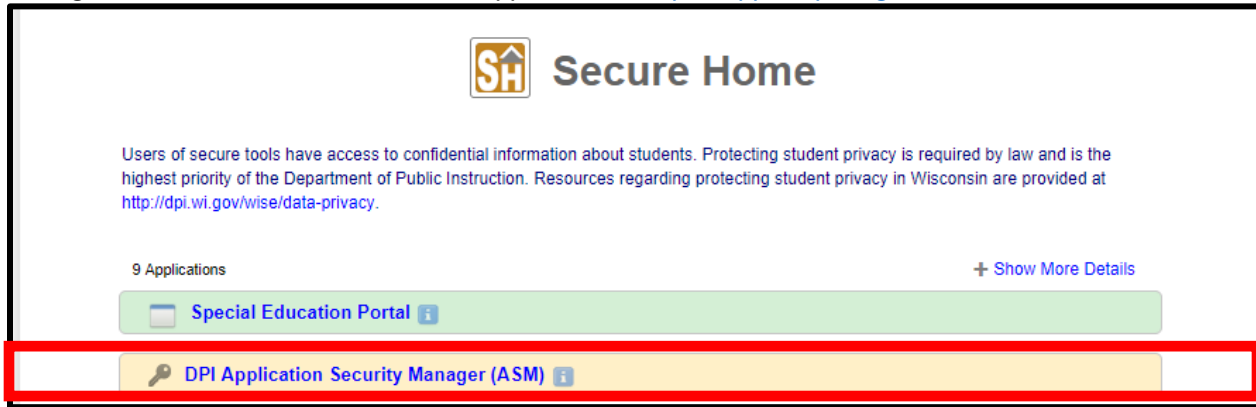 SH Secure Home
Users of secure tools have access to confidential information about students. Protecting student privacy is required by law and is the
highest priority of the Department of Public Instruction. Resources regarding protecting student privacy in Wisconsin are provided at
http://dpi.wi.gov/wise/data-privacy.
9 Applications + Show More Details
Special Education Portal i
DPI Application Security Manager (ASM) i